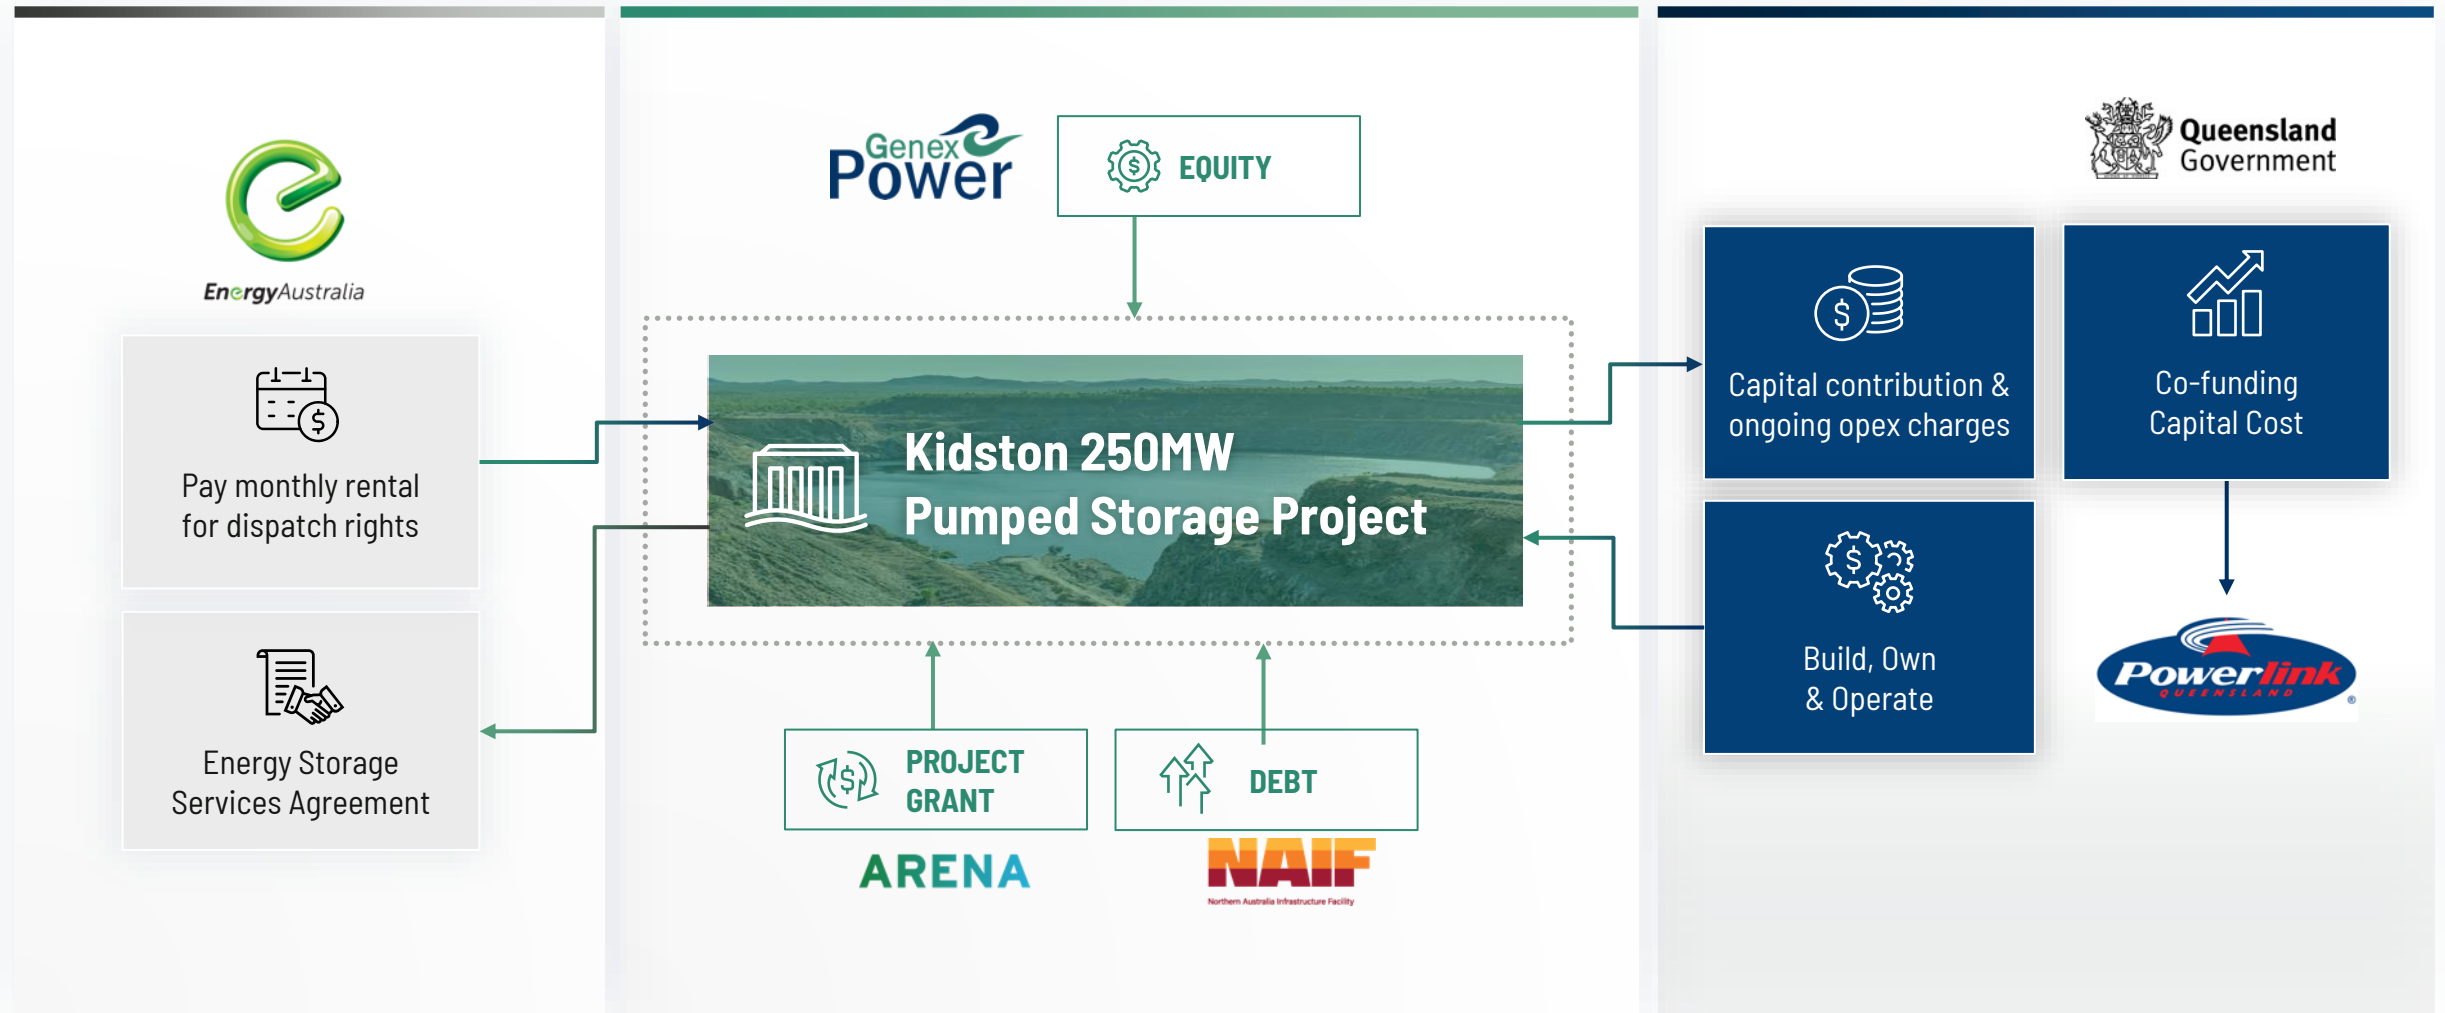 EnergyAustralia
Pay monthly rental
for dispatch rights
Energy Storage
Services Agreement
Genex
Power
EQUITY
Kidston 250MW
Pumped Storage Project
PROJECT
GRANT
ARENA
DEBT
NAIF
Northern Australia Infrastructure Facility
Queensland
Government
Capital contribution &
ongoing opex charges
Co-funding
Capital Cost
Build, Own
& Operate
Powerlink
QUEENSLAND
®